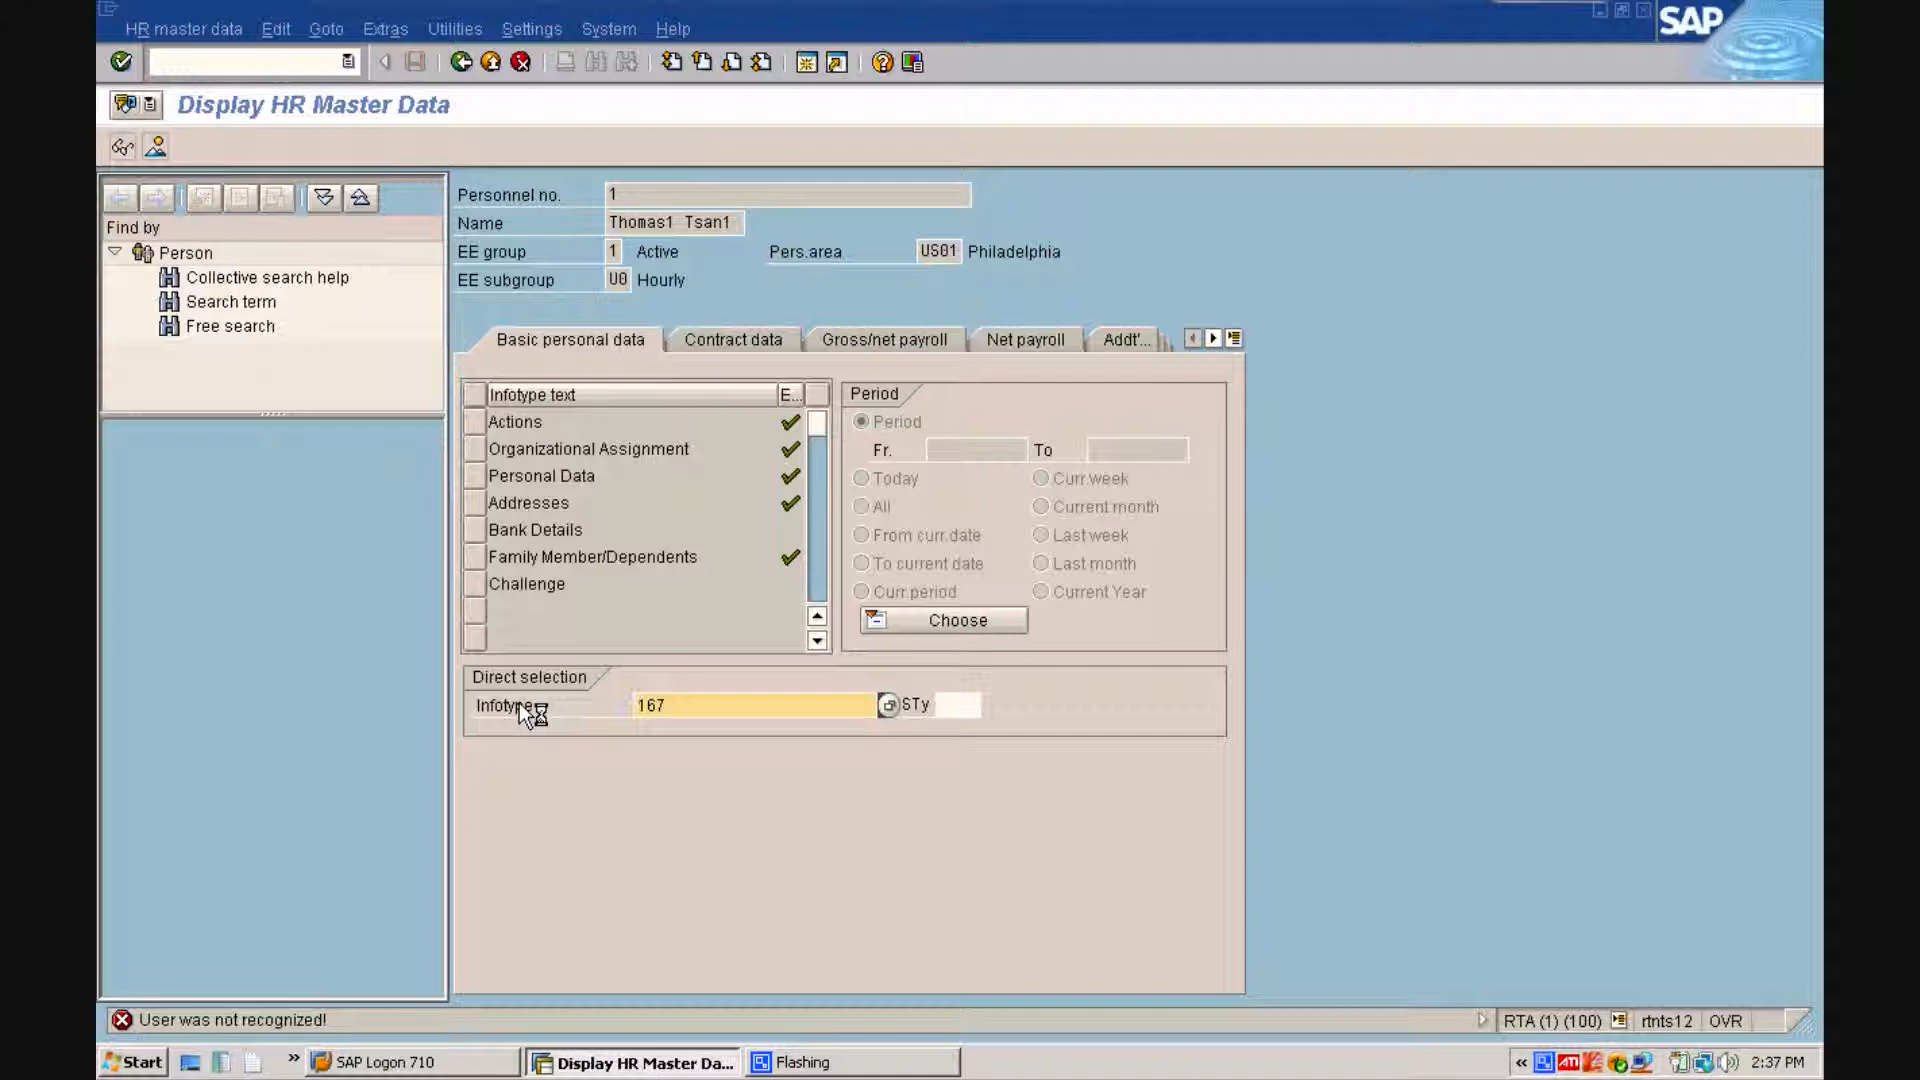 HR master data Edit Goto Extras Utilities Settings System Help
SAP
Display HR Master Data
Find by
Person
Collective search help
Search term
Free search
Personnel no. 1
Name Thomas1 Tsan1
EE group 1 Active Pers.area US01 Philadelphia
EE subgroup U0 Hourly
Basic personal data Contract data Gross/net payroll Net payroll Addt'...
Infotype text E...
Actions
Organizational Assignment
Personal Data
Addresses
Bank Details
Family Member/Dependents
Challenge
Period
Period
Fr. To
Today Curr.week
All Current month
From curr.date Last week
To current date Last month
Curr.period Current Year
Choose
Direct selection
Infotype 167 STy
User was not recognized!
RTA (1) (100) rtnts12 OVR
Start » SAP Logon 710 Display HR Master Da... Flashing « ATI 2:37 PM